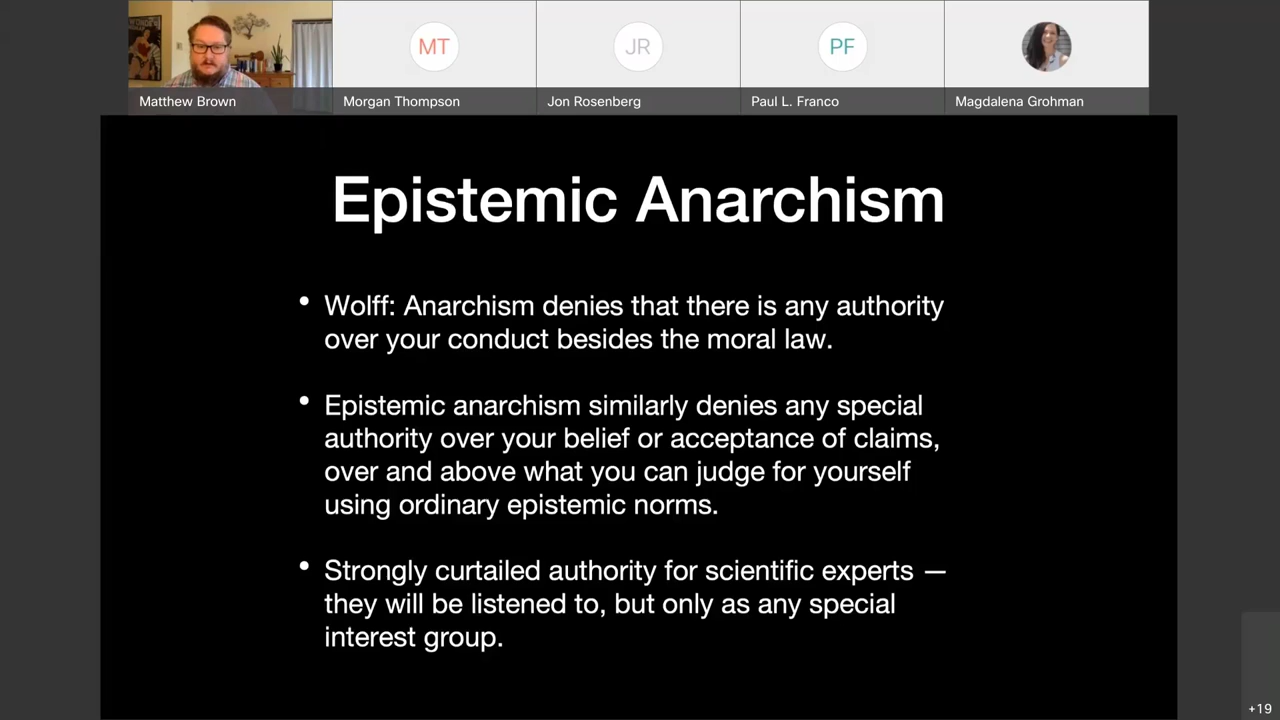 MT
JR
PF
Matthew Brown
Morgan Thompson
Jon Rosenberg
Paul L. Franco
Magdalena Grohman
Epistemic Anarchism
• Wolff: Anarchism denies that there is any authority
over your conduct besides the moral law.
• Epistemic anarchism similarly denies any special
authority over your belief or acceptance of claims,
over and above what you can judge for yourself
using ordinary epistemic norms.
• Strongly curtailed authority for scientific experts —
they will be listened to, but only as any special
interest group.
+19